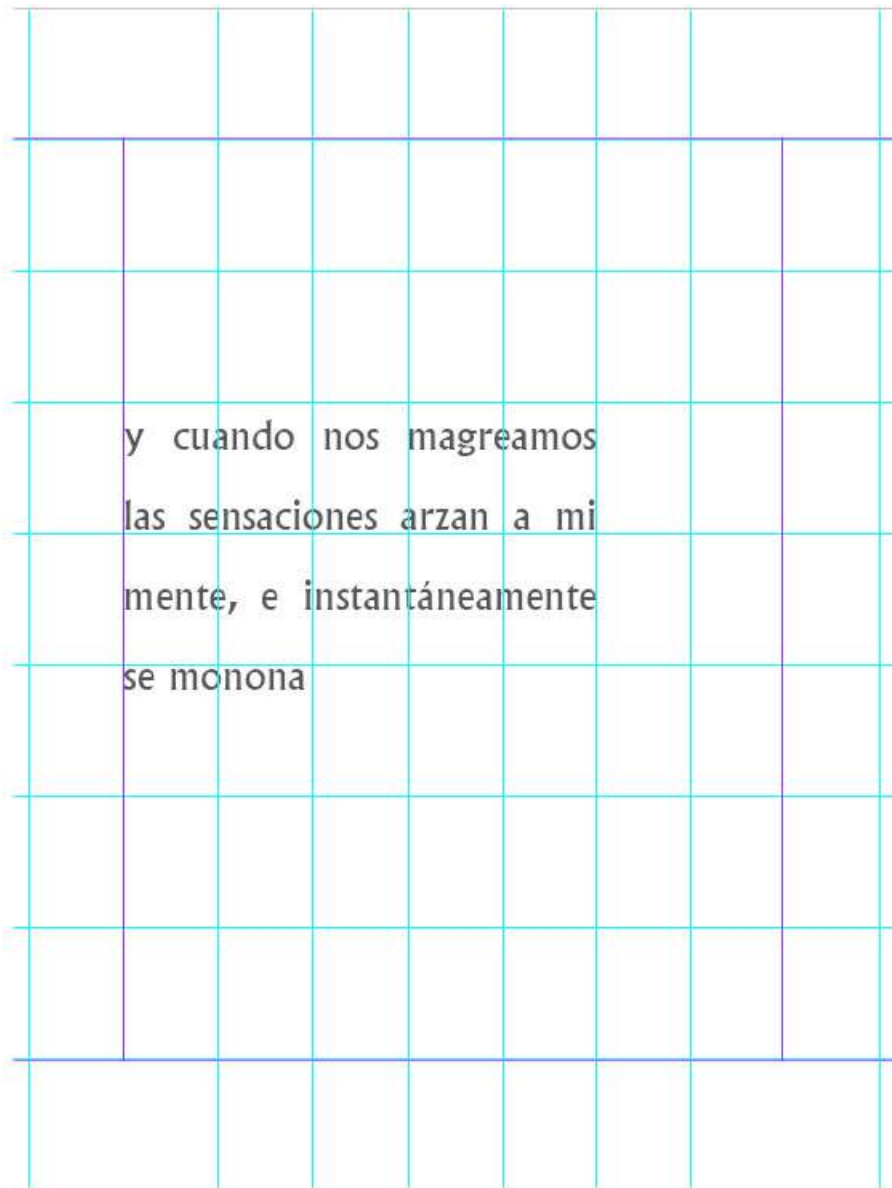 y cuando nos magreamos
las sensaciones arzan a mi
mente, e instantáneamente
se monona